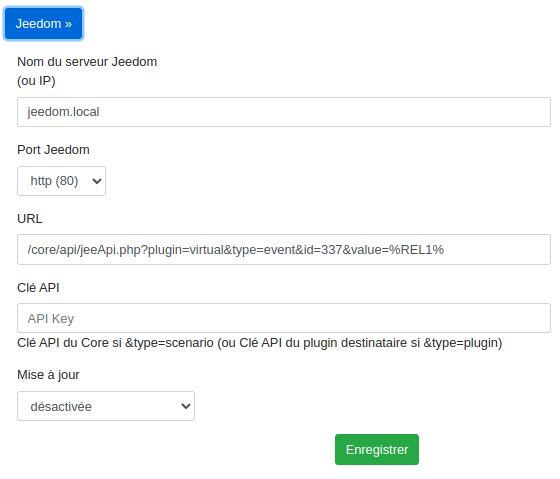 Jeedom »
Nom du serveur Jeedom
(ou IP)
jeedom.local
Port Jeedom
http (80)
URL
/core/api/jeeApi.php?plugin=virtual&type=event&id=337&value=%REL1%
Clé API
API Key
Clé API du Core si &type=scenario (ou Clé API du plugin destinataire si &type=plugin)
Mise à jour
désactivée
Enregistrer